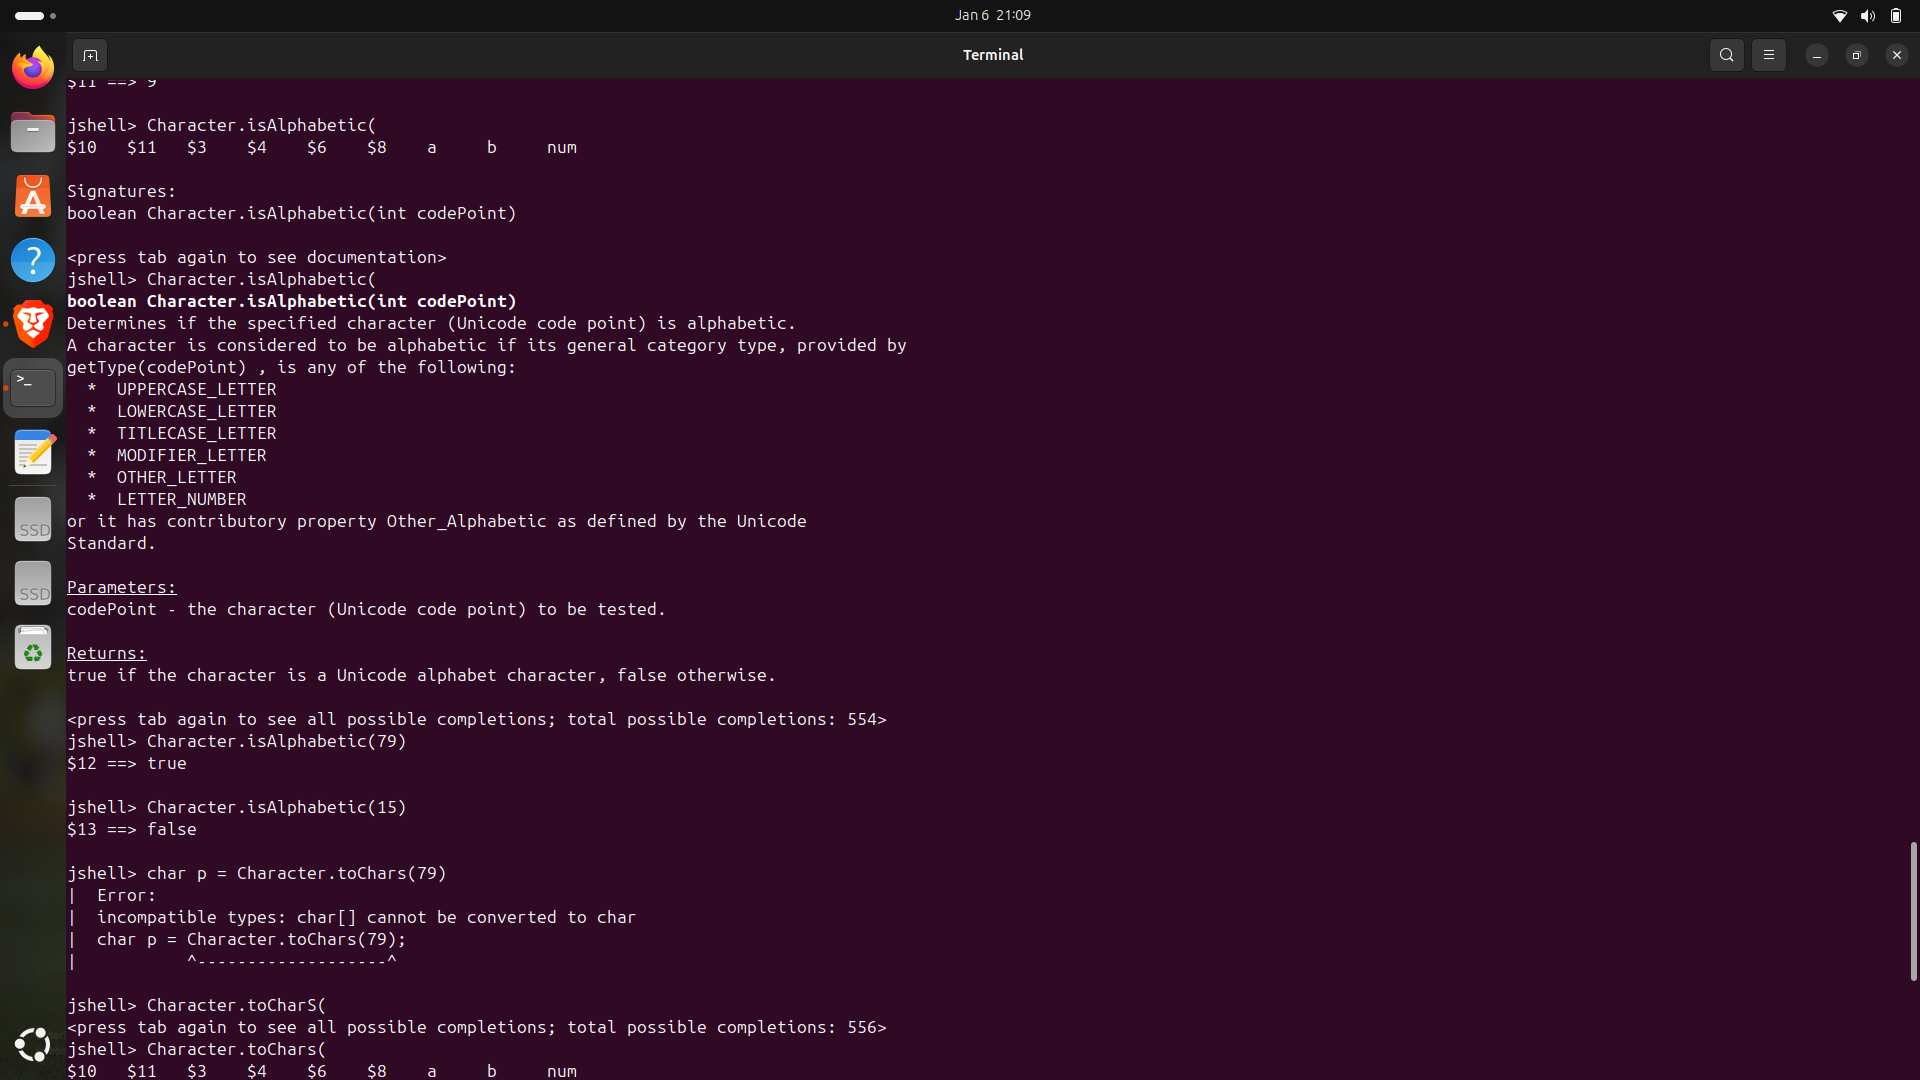 Jan 6 21:09
Terminal
$11 ==> 9
jshell> Character.isAlphabetic(
$10 $11 $3 $4 $6 $8 a b num
Signatures:
boolean Character.isAlphabetic(int codePoint)
<press tab again to see documentation>
jshell> Character.isAlphabetic(
boolean Character.isAlphabetic(int codePoint)
Determines if the specified character (Unicode code point) is alphabetic.
A character is considered to be alphabetic if its general category type, provided by
getType(codePoint) , is any of the following:
* UPPERCASE_LETTER
* LOWERCASE_LETTER
* TITLECASE_LETTER
* MODIFIER_LETTER
* OTHER_LETTER
* LETTER_NUMBER
or it has contributory property Other_Alphabetic as defined by the Unicode
Standard.
Parameters:
codePoint - the character (Unicode code point) to be tested.
Returns:
true if the character is a Unicode alphabet character, false otherwise.
<press tab again to see all possible completions; total possible completions: 554>
jshell> Character.isAlphabetic(79)
$12 ==> true
jshell> Character.isAlphabetic(15)
$13 ==> false
jshell> char p = Character.toChars(79)
| Error:
| incompatible types: char[] cannot be converted to char
| char p = Character.toChars(79);
| ^-------------------^
jshell> Character.toCharS(
<press tab again to see all possible completions; total possible completions: 556>
jshell> Character.toChars(
$10 $11 $3 $4 $6 $8 a b num
SSD
SSD